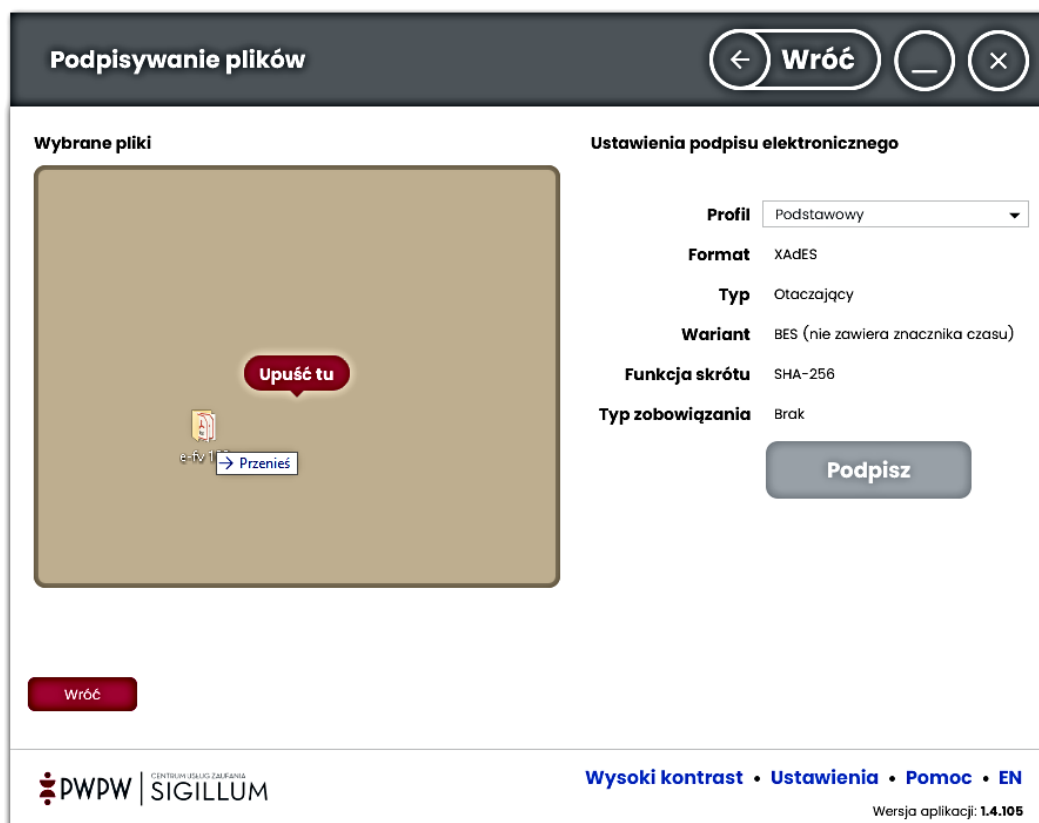 Podpisywanie plików
Wróć
Wybrane pliki
Ustawienia podpisu elektronicznego
Profil Podstawowy
Format XAdES
Typ Otaczający
Wariant BES (nie zawiera znacznika czasu)
Funkcja skrótu SHA-256
Typ zobowiązania Brak
Upuść tu
Przenieś
Podpisz
Wróć
PWPW
CENTRUM USŁUG ZAUFANIA
SIGILLUM
Wysoki kontrast • Ustawienia • Pomoc • EN
Wersja aplikacji: 1.4.105